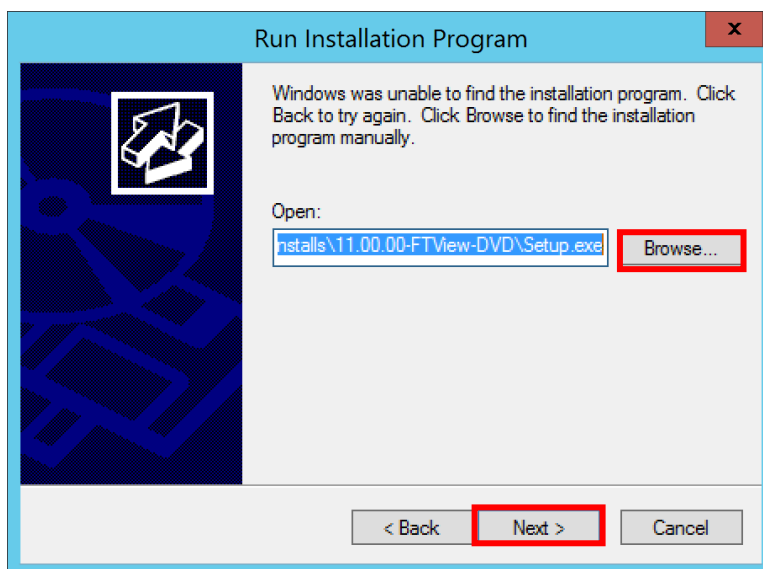 Run Installation Program
x
Windows was unable to find the installation program. Click
Back to try again. Click Browse to find the installation
program manually.
Open:
nstalls\11.00.00-FTView-DVD\Setup.exe
Browse...
< Back
Next >
Cancel